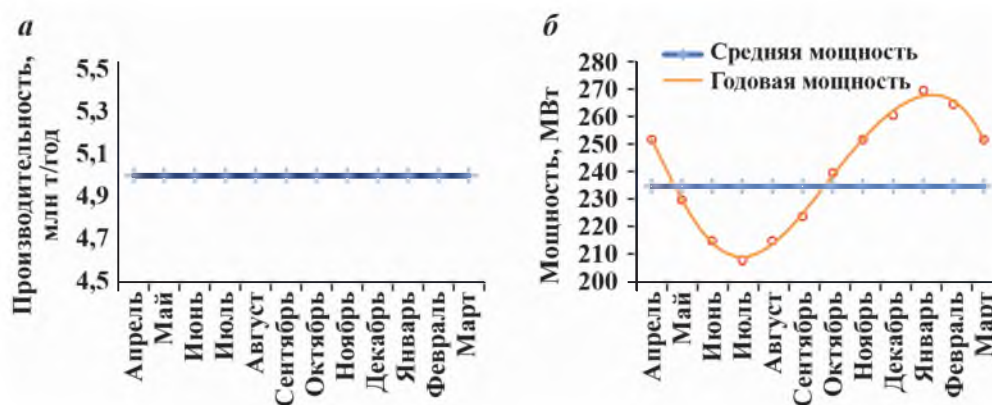 а
Производительность,
млн т/год
5,5
5,3
5,1
4,9
4,7
4,5
Апрель
Май
Июнь
Июль
Август
Сентябрь
Октябрь
Ноябрь
Декабрь
Январь
Февраль
Март
б
Средняя мощность
Годовая мощность
Мощность, МВт
280
270
260
250
240
230
220
210
200
Апрель
Май
Июнь
Июль
Август
Сентябрь
Октябрь
Ноябрь
Декабрь
Январь
Февраль
Март